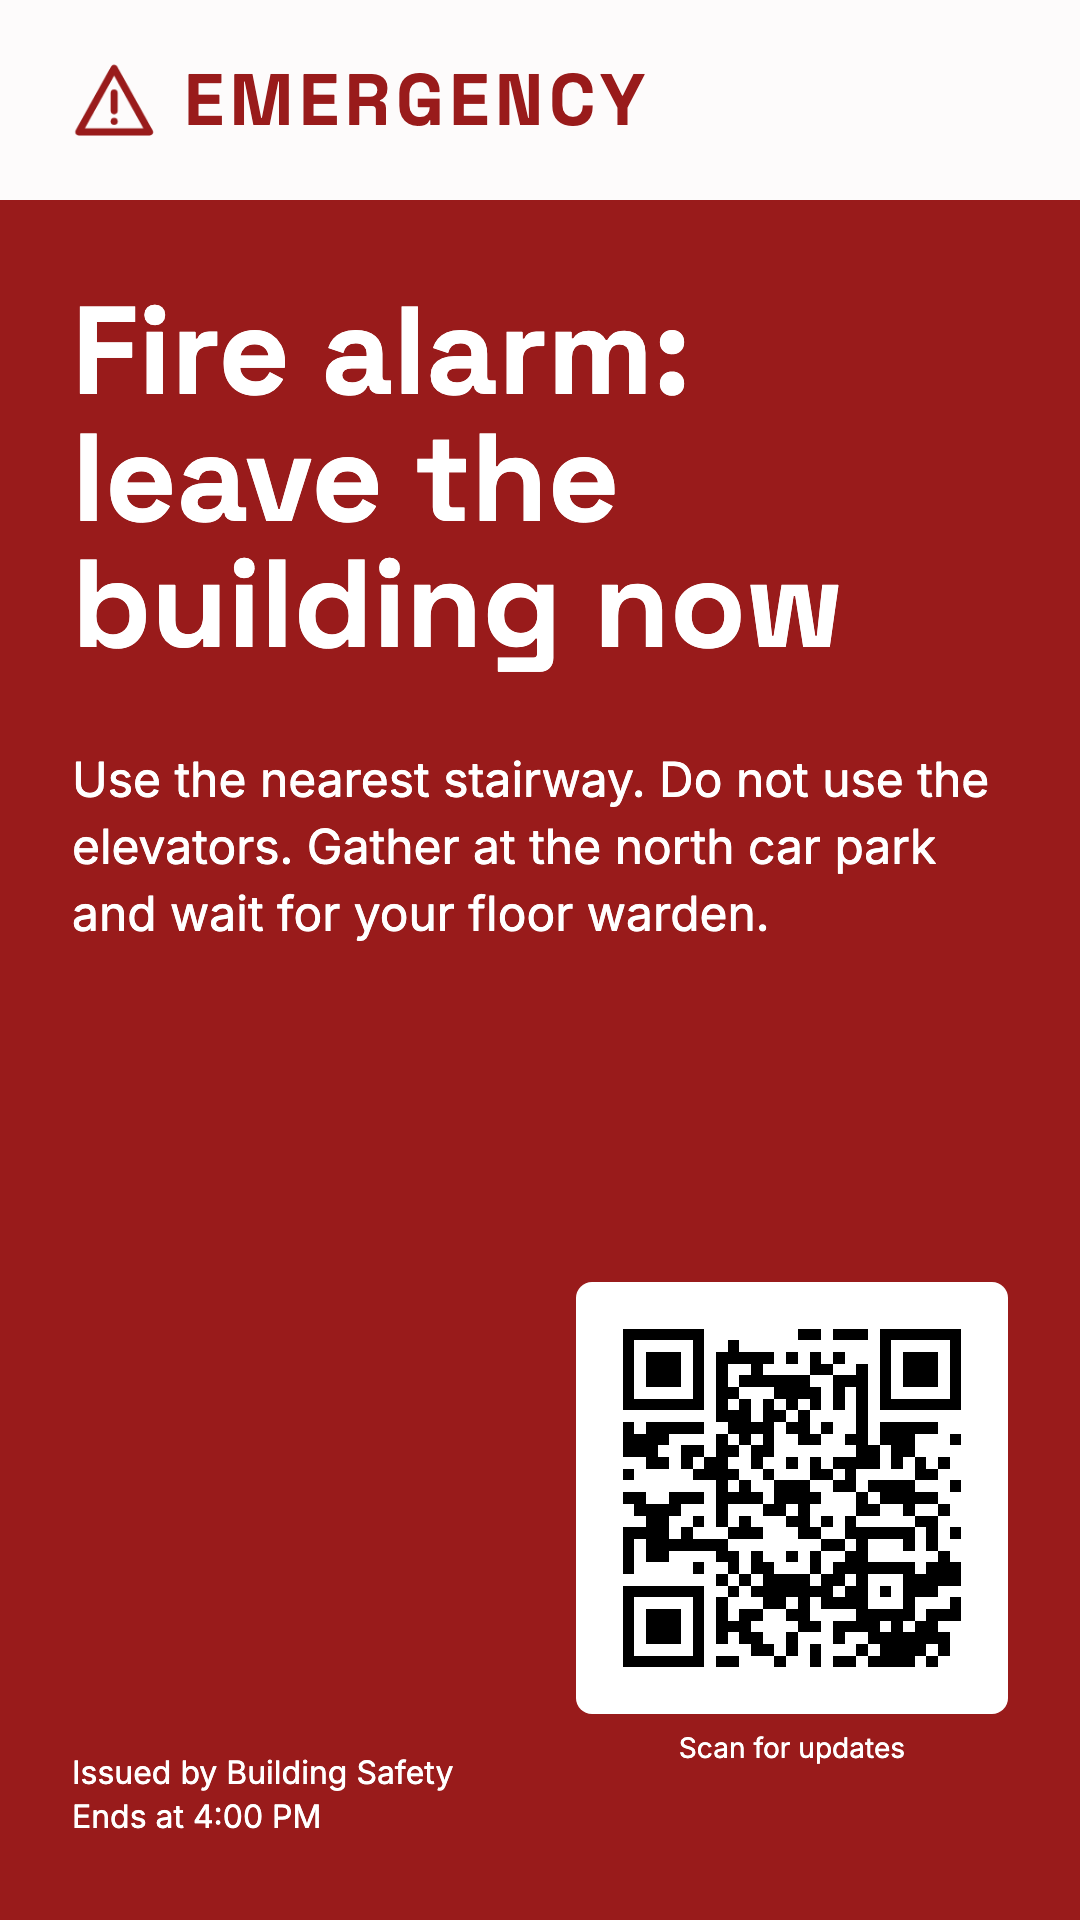 EMERGENCY
Fire alarm:
leave the
building now
Use the nearest stairway. Do not use the
elevators. Gather at the north car park
and wait for your floor warden.
Scan for updates
Issued by Building Safety
Ends at 4:00 PM